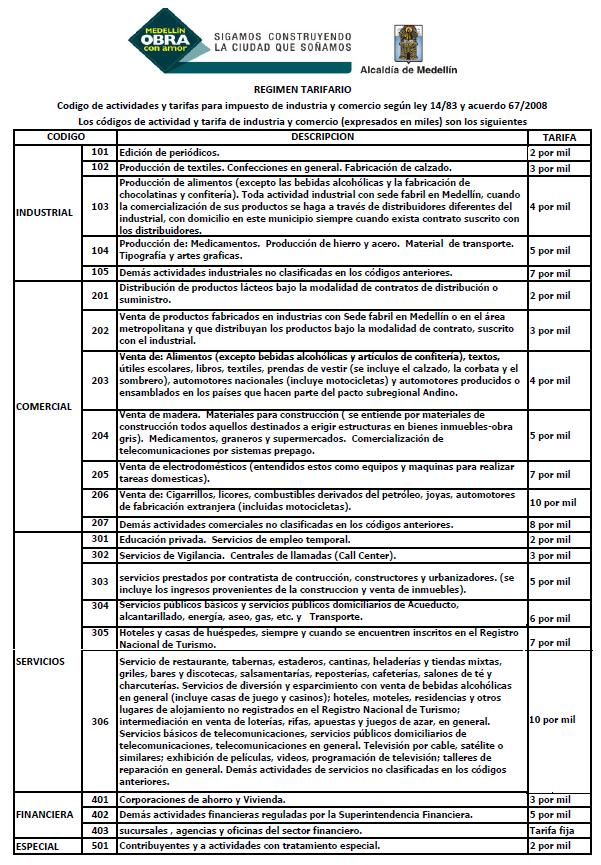 MEDELLÍN
OBRA
con amor
SIGAMOS CONSTRUYENDO
LA CIUDAD QUE SOÑAMOS
Alcaldía de Medellín
REGIMEN TARIFARIO
Codigo de actividades y tarifas para impuesto de industria y comercio según ley 14/83 y acuerdo 67/2008
Los códigos de actividad y tarifa de industria y comercio (expresados en miles) son los siguientes
CODIGO DESCRIPCION TARIFA
INDUSTRIAL
101 Edición de periódicos. 2 por mil
102 Producción de textiles. Confecciones en general. Fabricación de calzado. 3 por mil
103 Producción de alimentos (excepto las bebidas alcohólicas y la fabricación de
chocolatinas y confitería). Toda actividad industrial con sede fabril en Medellín, cuando
la comercialización de sus productos se haga a través de distribuidores diferentes del
industrial, con domicilio en este municipio siempre cuando exista contrato suscrito con
los distribuidores.
4 por mil
104 Producción de: Medicamentos. Producción de hierro y acero. Material de transporte.
Tipografía y artes graficas.
5 por mil
105 Demás actividades industriales no clasificadas en los códigos anteriores. 7 por mil
COMERCIAL
201 Distribución de productos lácteos bajo la modalidad de contratos de distribución o
suministro.
2 por mil
202 Venta de productos fabricados en industrias con Sede fabril en Medellín o en el área
metropolitana y que distribuyan los productos bajo la modalidad de contrato, suscrito
con el industrial.
3 por mil
203 Venta de: Alimentos (excepto bebidas alcohólicas y artículos de confitería), textos,
útiles escolares, libros, textiles, prendas de vestir (se incluye el calzado, la corbata y el
sombrero), automotores nacionales (incluye motocicletas) y automotores producidos o
ensamblados en los países que hacen parte del pacto subregional Andino.
4 por mil
204 Venta de madera. Materiales para construcción ( se entiende por materiales de
construcción todos aquellos destinados a erigir estructuras en bienes inmuebles-obra
gris). Medicamentos, graneros y supermercados. Comercialización de
telecomunicaciones por sistemas prepago.
5 por mil
205 Venta de electrodomésticos (entendidos estos como equipos y maquinas para realizar
tareas domesticas).
7 por mil
206 Venta de: Cigarrillos, licores, combustibles derivados del petróleo, joyas, automotores
de fabricación extranjera (incluidas motocicletas).
10 por mil
207 Demás actividades comerciales no clasificadas en los códigos anteriores. 8 por mil
SERVICIOS
301 Educación privada. Servicios de empleo temporal. 2 por mil
302 Servicios de Vigilancia. Centrales de llamadas (Call Center). 3 por mil
303 servicios prestados por contratista de contrucción, constructores y urbanizadores. (se
incluye los ingresos provenientes de la construccion y venta de inmuebles).
5 por mil
304 Servicios públicos básicos y servicios públicos domiciliarios de Acueducto,
alcantarillado, energía, aseo, gas, etc. y Transporte.
6 por mil
305 Hoteles y casas de huéspedes, siempre y cuando se encuentren inscritos en el Registro
Nacional de Turismo.
7 por mil
306 Servicio de restaurante, tabernas, estaderos, cantinas, heladerías y tiendas mixtas,
griles, bares y discotecas, salsamentarías, reposterías, cafeterías, salones de té y
charcuterías. Servicios de diversión y esparcimiento con venta de bebidas alcohólicas
en general (incluye casas de juego y casinos); hoteles, moteles, residencias y otros
lugares de alojamiento no registrados en el Registro Nacional de Turismo;
intermediación en venta de loterías, rifas, apuestas y juegos de azar, en general.
Servicios básicos de telecomunicaciones, servicios públicos domiciliarios de
telecomunicaciones, telecomunicaciones en general. Televisión por cable, satélite o
similares; exhibición de películas, videos, programación de televisión; talleres de
reparación en general. Demás actividades de servicios no clasificadas en los códigos
anteriores.
10 por mil
FINANCIERA
401 Corporaciones de ahorro y Vivienda. 3 por mil
402 Demás actividades financieras reguladas por la Superintendencia Financiera. 5 por mil
403 sucursales , agencias y oficinas del sector financiero. Tarifa fija
ESPECIAL 501 Contribuyentes y a actividades con tratamiento especial. 2 por mil